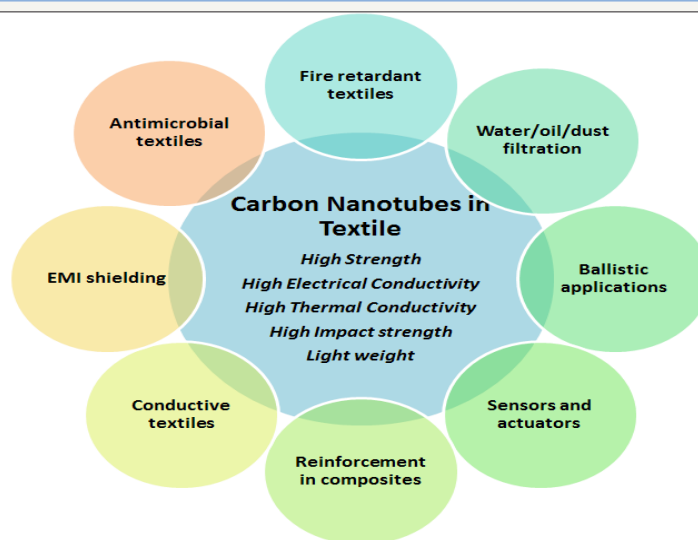 Fire retardant
textiles
Antimicrobial
textiles
Water/oil/dust
filtration
Carbon Nanotubes in
Textile
High Strength
High Electrical Conductivity
High Thermal Conductivity
High Impact strength
Light weight
EMI shielding
Ballistic
applications
Conductive
textiles
Sensors and
actuators
Reinforcement
in composites